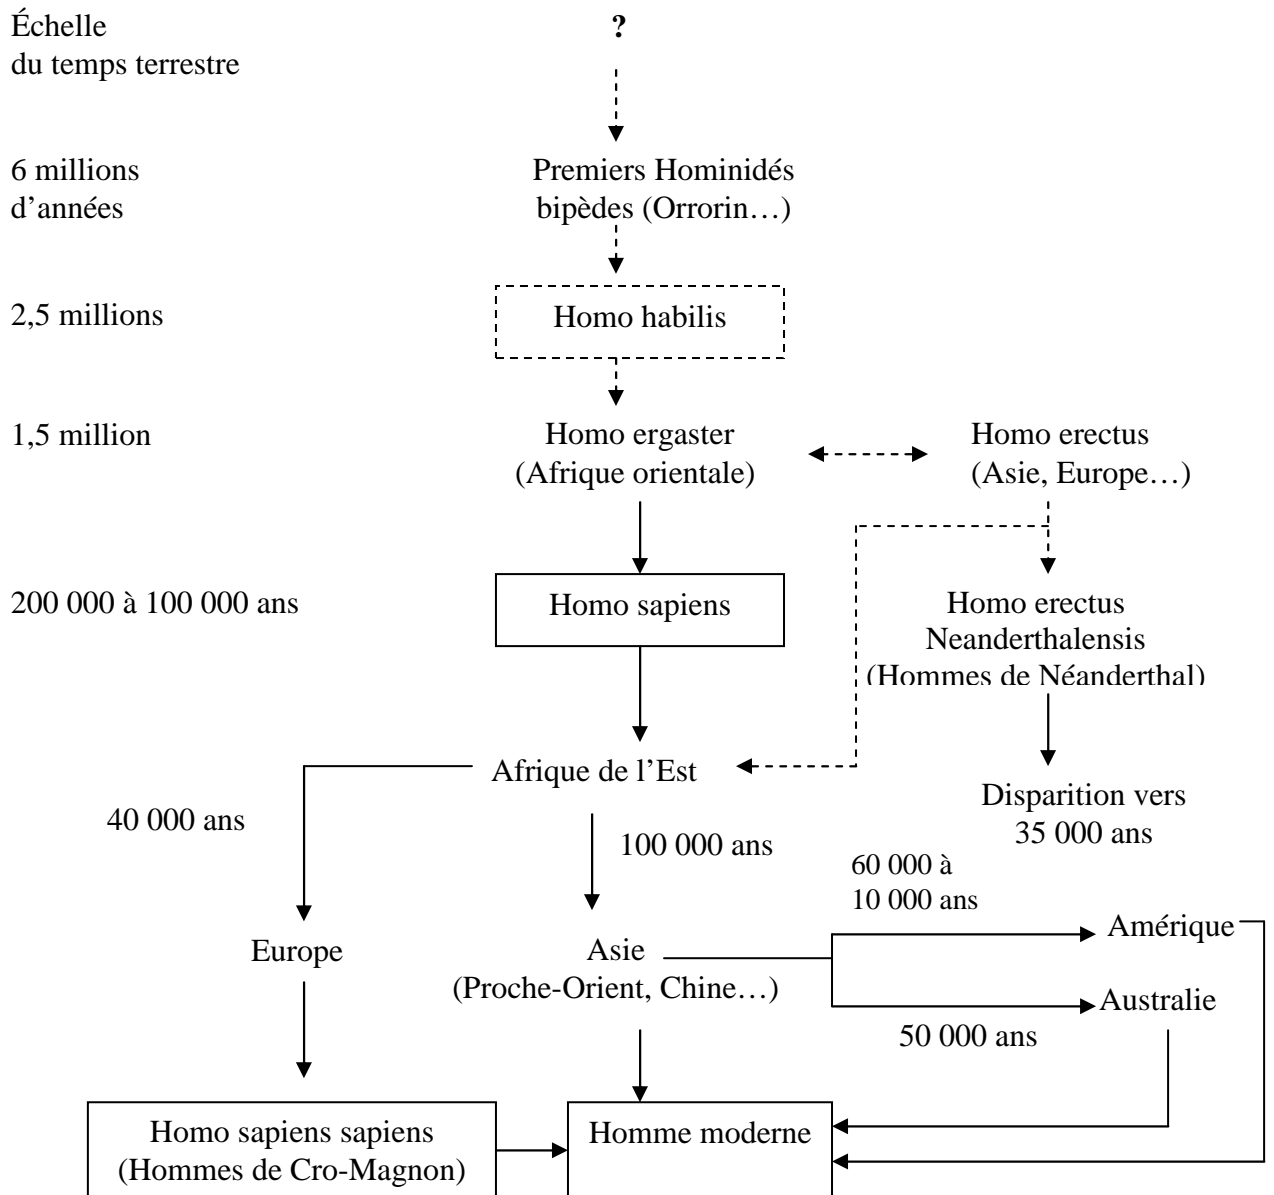 Échelle
du temps terrestre
?
6 millions
d’années
Premiers Hominidés
bipèdes (Orrorin…)
2,5 millions
Homo habilis
1,5 million
Homo ergaster
(Afrique orientale)
Homo erectus
(Asie, Europe…)
200 000 à 100 000 ans
Homo sapiens
Homo erectus
Neanderthalensis
(Hommes de Néanderthal)
Afrique de l’Est
Disparition vers
35 000 ans
40 000 ans
100 000 ans
60 000 à
10 000 ans
Europe
Asie
(Proche-Orient, Chine…)
Amérique
Australie
50 000 ans
Homo sapiens sapiens
(Hommes de Cro-Magnon)
Homme moderne